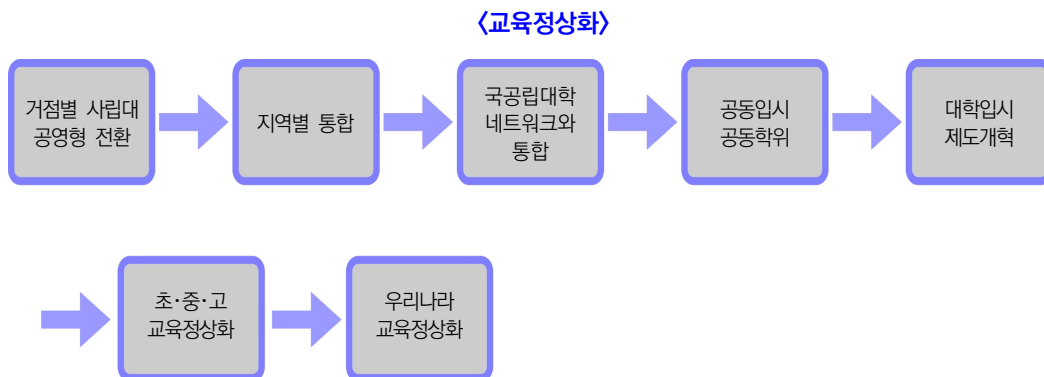 <교육정상화>
거점별 사립대
공영형 전환
지역별 통합
국공립대학
네트워크와
통합
공동입시
공동학위
대학입시
제도개혁
초·중·고
교육정상화
우리나라
교육정상화